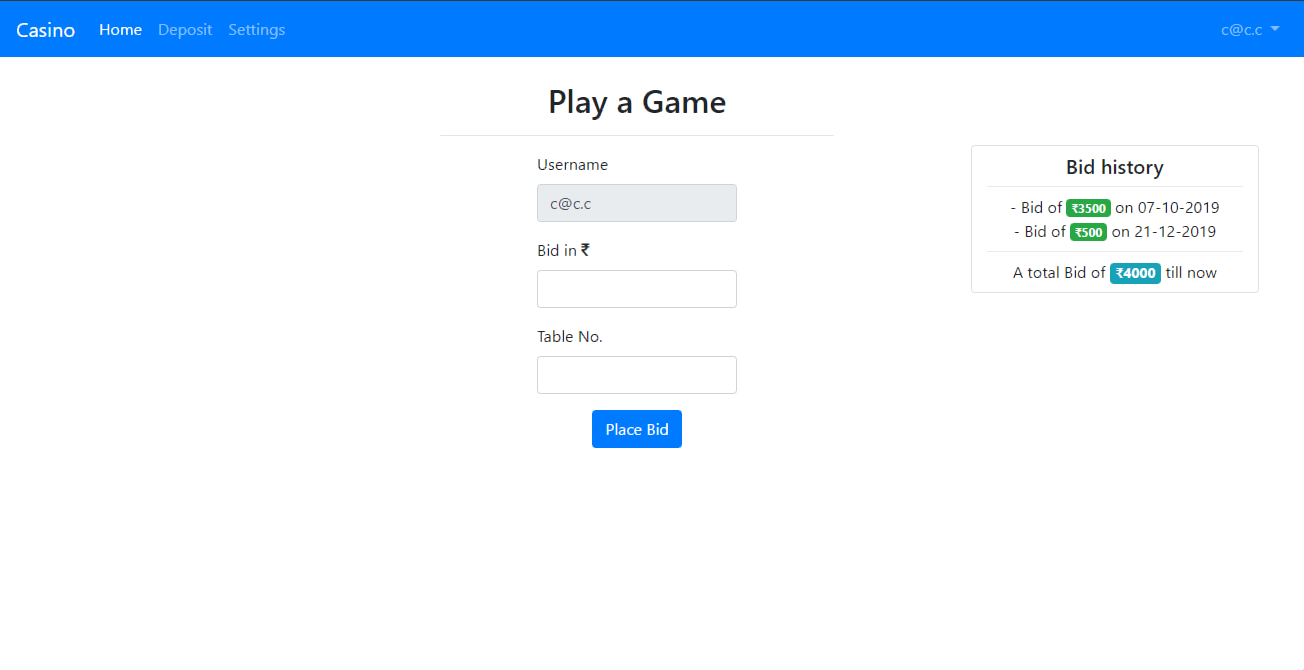 Casino Home Deposit Settings c@c.c
Play a Game
Username
c@c.c
Bid in ₹
Table No.
Place Bid
Bid history
- Bid of ₹3500 on 07-10-2019
- Bid of ₹500 on 21-12-2019
A total Bid of ₹4000 till now